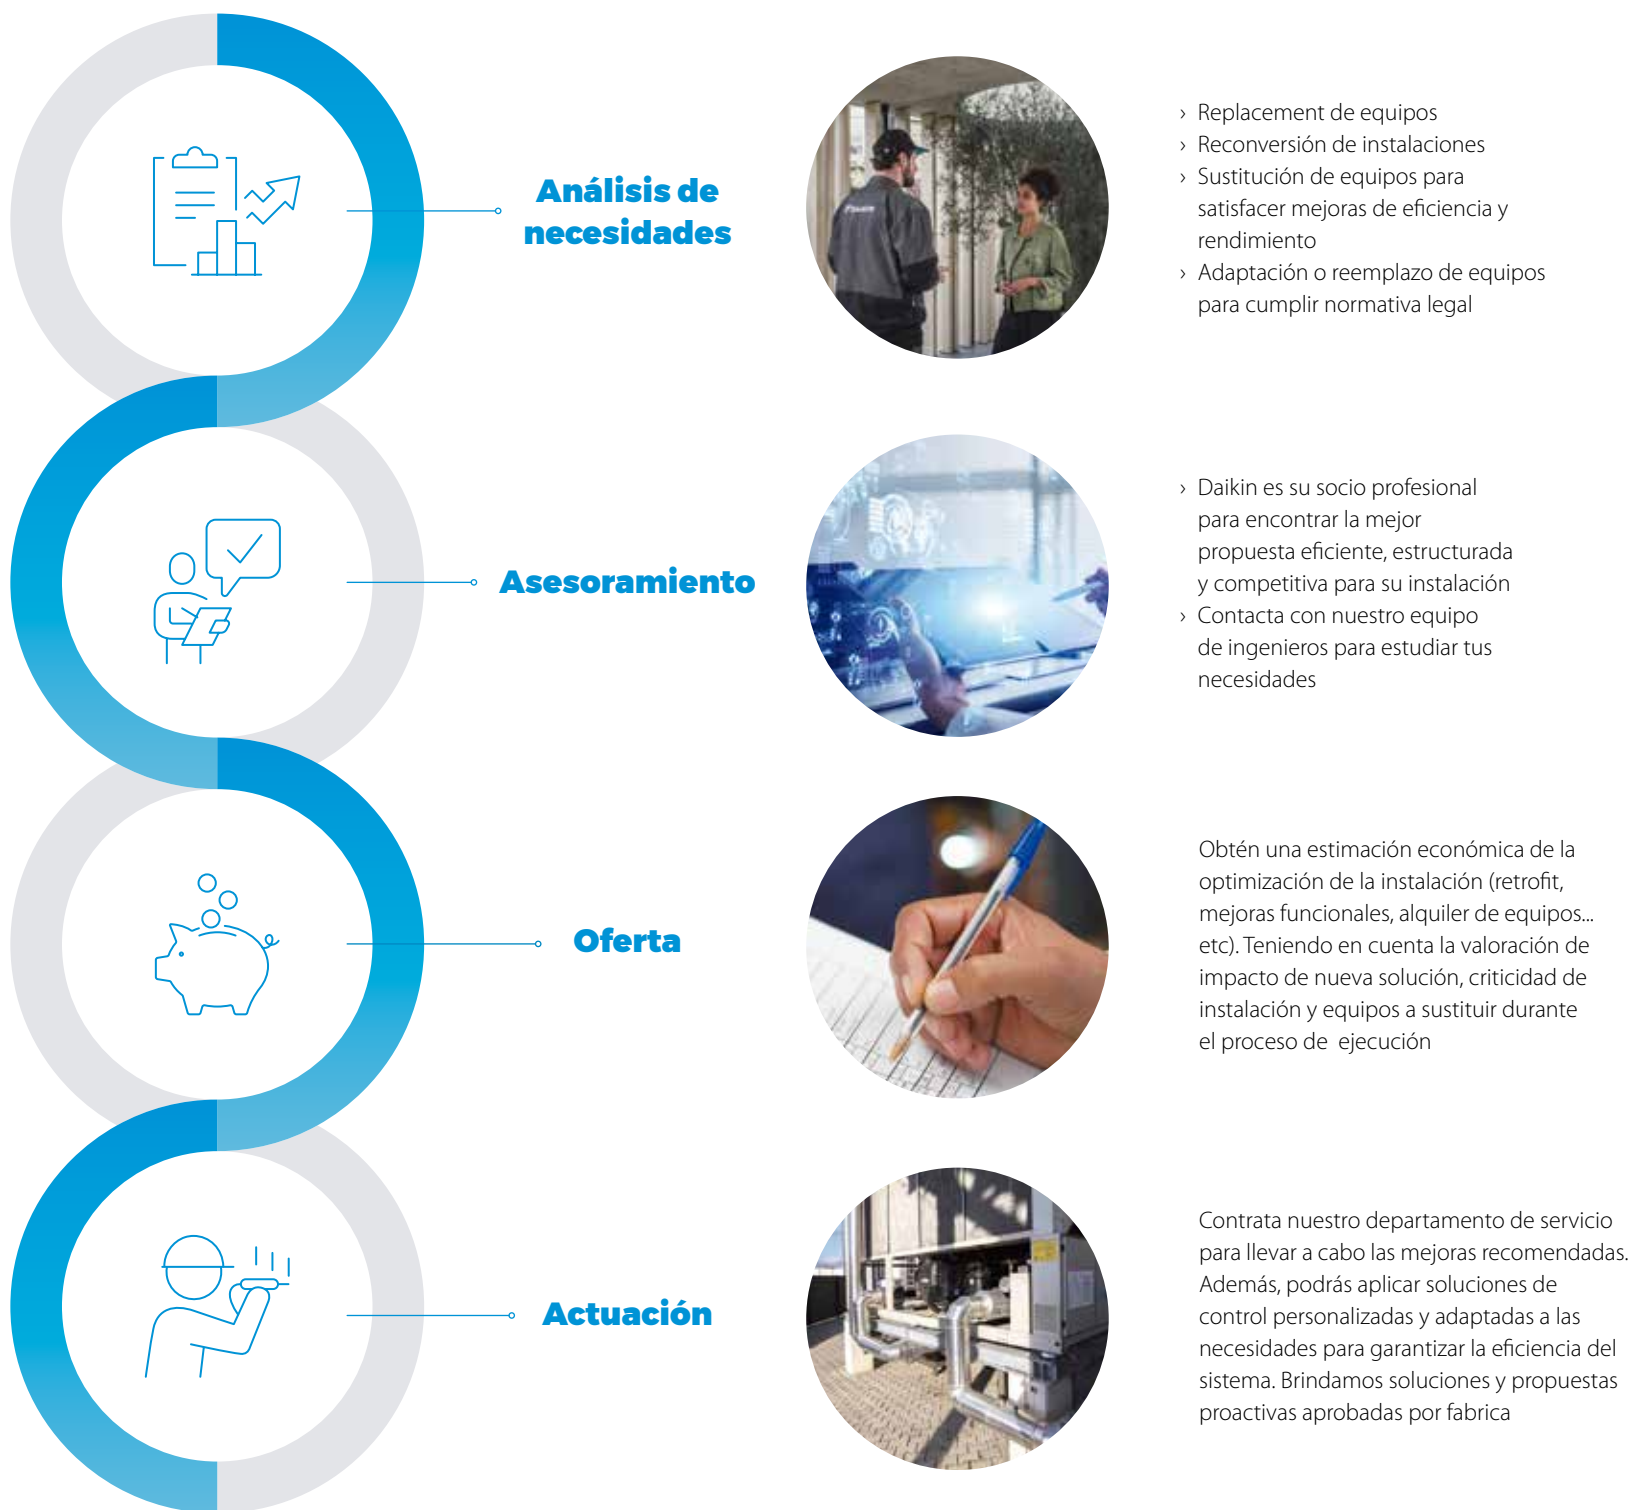 Análisis de
necesidades
› Replacement de equipos
› Reconversión de instalaciones
› Sustitución de equipos para
satisfacer mejoras de eficiencia y
rendimiento
› Adaptación o reemplazo de equipos
para cumplir normativa legal
Asesoramiento
› Daikin es su socio profesional
para encontrar la mejor
propuesta eficiente, estructurada
y competitiva para su instalación
› Contacta con nuestro equipo
de ingenieros para estudiar tus
necesidades
Oferta
Obtén una estimación económica de la
optimización de la instalación (retrofit,
mejoras funcionales, alquiler de equipos...
etc). Teniendo en cuenta la valoración de
impacto de nueva solución, criticidad de
instalación y equipos a sustituir durante
el proceso de ejecución
Actuación
Contrata nuestro departamento de servicio
para llevar a cabo las mejoras recomendadas.
Además, podrás aplicar soluciones de
control personalizadas y adaptadas a las
necesidades para garantizar la eficiencia del
sistema. Brindamos soluciones y propuestas
proactivas aprobadas por fabrica